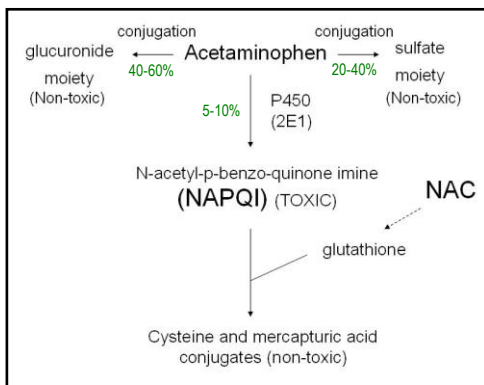 conjugation
conjugation
glucuronide
Acetaminophen
sulfate
moiety
40-60%
20-40%
moiety
(Non-toxic)
(Non-toxic)
5-10%
P450
(2E1)
N-acetyl-p-benzo-quinone imine
(NAPQI) (TOXIC)
NAC
glutathione
Cysteine and mercapturic acid
conjugates (non-toxic)